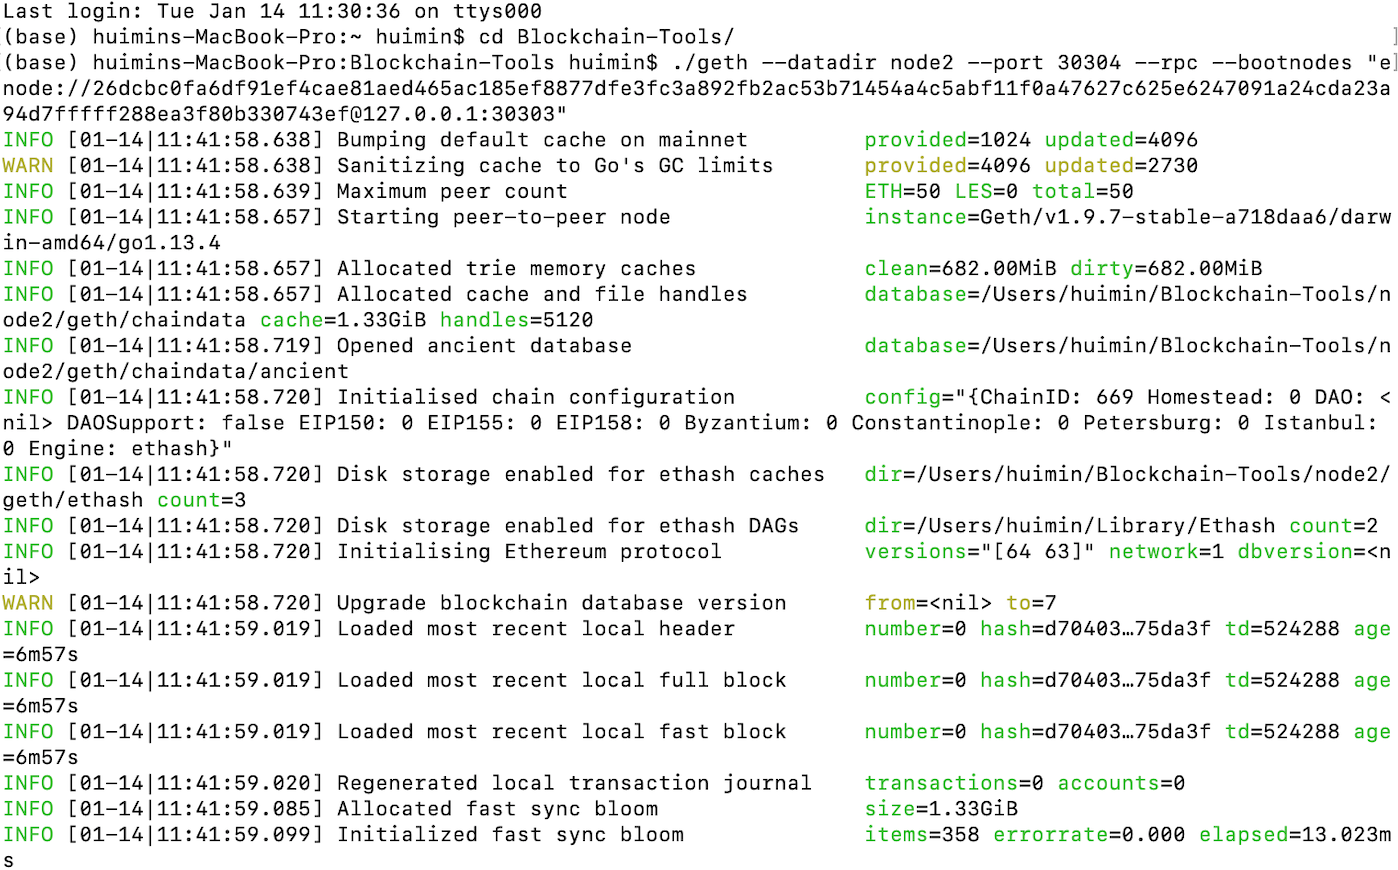 Last login: Tue Jan 14 11:30:36 on ttys000
(base) huimins-MacBook-Pro:~ huimin$ cd Blockchain-Tools/
(base) huimins-MacBook-Pro:Blockchain-Tools huimin$ ./geth --datadir node2 --port 30304 --rpc --bootnodes "e
node://26dcbc0fa6df91ef4cae81aed465ac185ef8877dfe3fc3a892fb2ac53b71454a4c5abf11f0a47627c625e6247091a24cda23a
94d7fffff288ea3f80b330743ef@127.0.0.1:30303"
INFO [01-14|11:41:58.638] Bumping default cache on mainnet         provided=1024 updated=4096
WARN [01-14|11:41:58.638] Sanitizing cache to Go's GC limits       provided=4096 updated=2730
INFO [01-14|11:41:58.639] Maximum peer count                       ETH=50 LES=0 total=50
INFO [01-14|11:41:58.657] Starting peer-to-peer node               instance=Geth/v1.9.7-stable-a718daa6/darw
in-amd64/go1.13.4
INFO [01-14|11:41:58.657] Allocated trie memory caches             clean=682.00MiB dirty=682.00MiB
INFO [01-14|11:41:58.657] Allocated cache and file handles         database=/Users/huimin/Blockchain-Tools/n
ode2/geth/chaindata cache=1.33GiB handles=5120
INFO [01-14|11:41:58.719] Opened ancient database                  database=/Users/huimin/Blockchain-Tools/n
ode2/geth/chaindata/ancient
INFO [01-14|11:41:58.720] Initialised chain configuration          config="{ChainID: 669 Homestead: 0 DAO: <
nil> DAOSupport: false EIP150: 0 EIP155: 0 EIP158: 0 Byzantium: 0 Constantinople: 0 Petersburg: 0 Istanbul:
0 Engine: ethash}"
INFO [01-14|11:41:58.720] Disk storage enabled for ethash caches   dir=/Users/huimin/Blockchain-Tools/node2/
geth/ethash count=3
INFO [01-14|11:41:58.720] Disk storage enabled for ethash DAGs     dir=/Users/huimin/Library/Ethash count=2
INFO [01-14|11:41:58.720] Initialising Ethereum protocol           versions="[64 63]" network=1 dbversion=<n
il>
WARN [01-14|11:41:58.720] Upgrade blockchain database version      from=<nil> to=7
INFO [01-14|11:41:59.019] Loaded most recent local header          number=0 hash=d70403…75da3f td=524288 age
=6m57s
INFO [01-14|11:41:59.019] Loaded most recent local full block      number=0 hash=d70403…75da3f td=524288 age
=6m57s
INFO [01-14|11:41:59.019] Loaded most recent local fast block      number=0 hash=d70403…75da3f td=524288 age
=6m57s
INFO [01-14|11:41:59.020] Regenerated local transaction journal    transactions=0 accounts=0
INFO [01-14|11:41:59.085] Allocated fast sync bloom                size=1.33GiB
INFO [01-14|11:41:59.099] Initialized fast sync bloom              items=358 errorrate=0.000 elapsed=13.023m
s